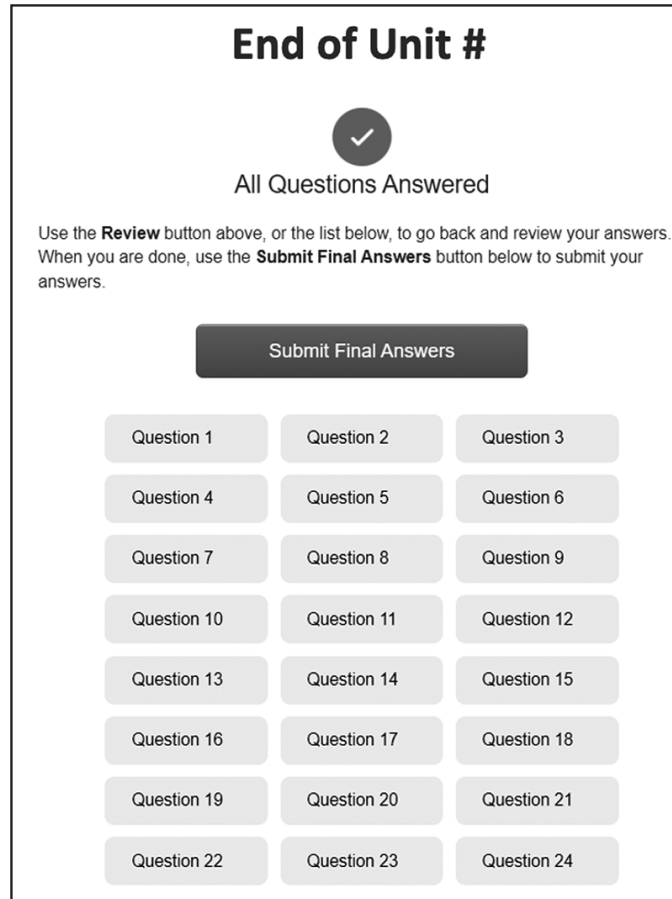 End of Unit #
All Questions Answered
Use the Review button above, or the list below, to go back and review your answers.
When you are done, use the Submit Final Answers button below to submit your
answers.
Submit Final Answers
Question 1 Question 2 Question 3
Question 4 Question 5 Question 6
Question 7 Question 8 Question 9
Question 10 Question 11 Question 12
Question 13 Question 14 Question 15
Question 16 Question 17 Question 18
Question 19 Question 20 Question 21
Question 22 Question 23 Question 24